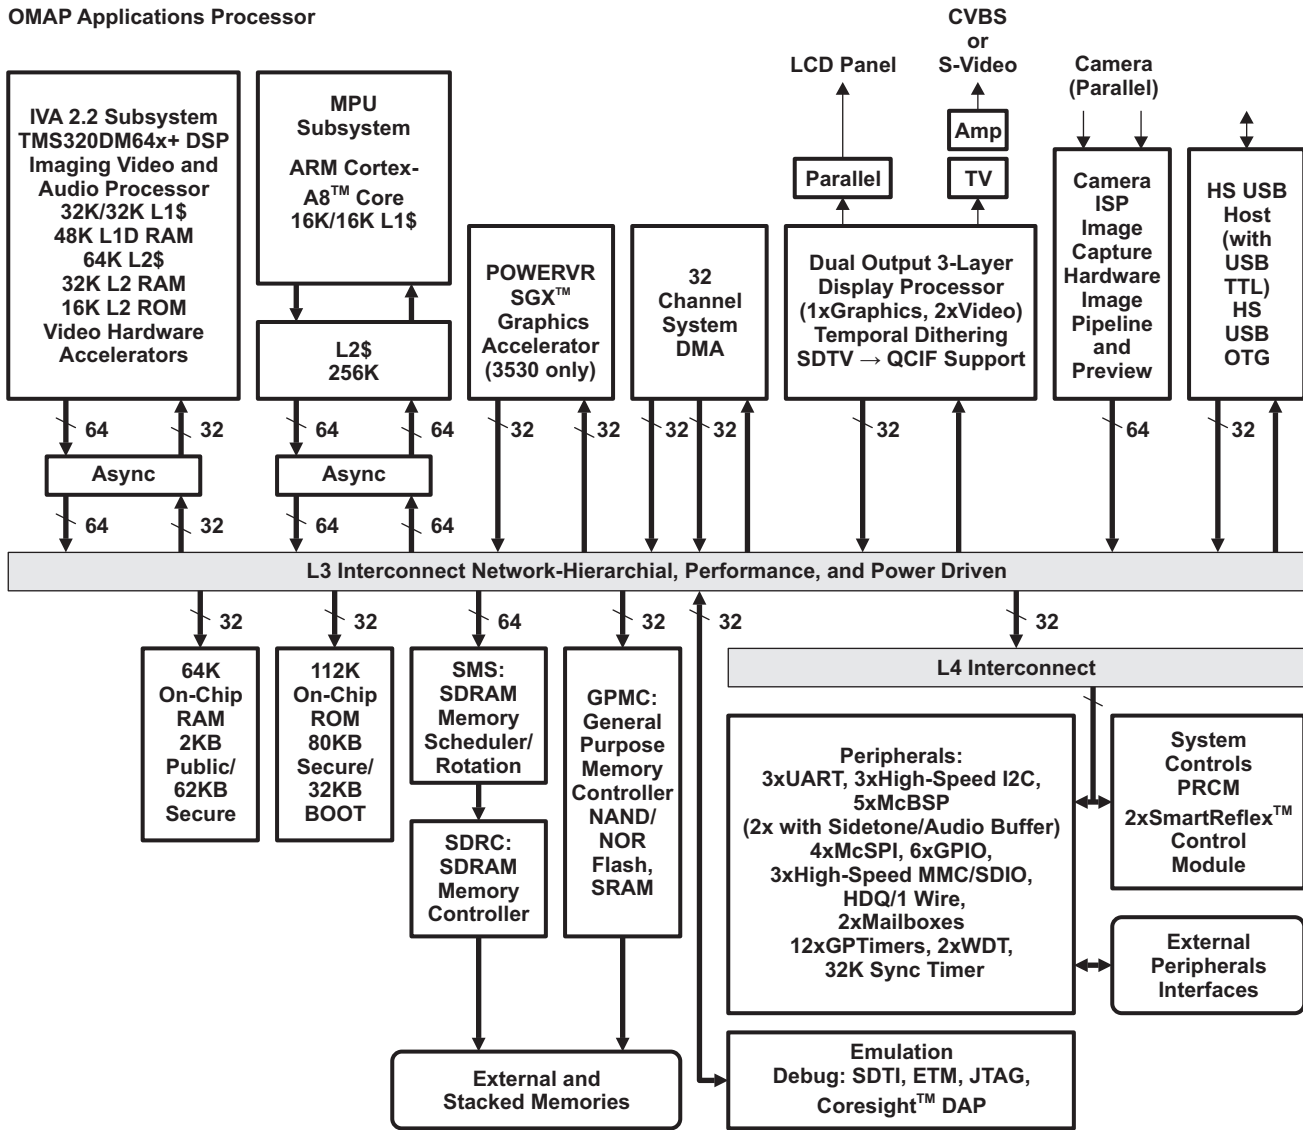 OMAP Applications Processor
CVBS
or
S-Video
LCD Panel
Camera
(Parallel)
Amp
Parallel
TV
IVA 2.2 Subsystem
TMS320DM64x+ DSP
Imaging Video and
Audio Processor
32K/32K L1$
48K L1D RAM
64K L2$
32K L2 RAM
16K L2 ROM
Video Hardware
Accelerators
MPU
Subsystem
ARM Cortex-
A8™ Core
16K/16K L1$
L2$
256K
POWERVR
SGX™
Graphics
Accelerator
(3530 only)
32
Channel
System
DMA
Dual Output 3-Layer
Display Processor
(1xGraphics, 2xVideo)
Temporal Dithering
SDTV → QCIF Support
Camera
ISP
Image
Capture
Hardware
Image
Pipeline
and
Preview
HS USB
Host
(with
USB
TTL)
HS
USB
OTG
64
32
64
64
32
32
32
32
32
64
32
Async
Async
64
32
64
64
L3 Interconnect Network-Hierarchial, Performance, and Power Driven
32
32
64
32
32
32
L4 Interconnect
64K
On-Chip
RAM
2KB
Public/
62KB
Secure
112K
On-Chip
ROM
80KB
Secure/
32KB
BOOT
SMS:
SDRAM
Memory
Scheduler/
Rotation
SDRC:
SDRAM
Memory
Controller
GPMC:
General
Purpose
Memory
Controller
NAND/
NOR
Flash,
SRAM
Peripherals:
3xUART, 3xHigh-Speed I2C,
5xMcBSP
(2x with Sidetone/Audio Buffer)
4xMcSPI, 6xGPIO,
3xHigh-Speed MMC/SDIO,
HDQ/1 Wire,
2xMailboxes
12xGPTimers, 2xWDT,
32K Sync Timer
System
Controls
PRCM
2xSmartReflex™
Control
Module
External
Peripherals
Interfaces
External and
Stacked Memories
Emulation
Debug: SDTI, ETM, JTAG,
Coresight™ DAP